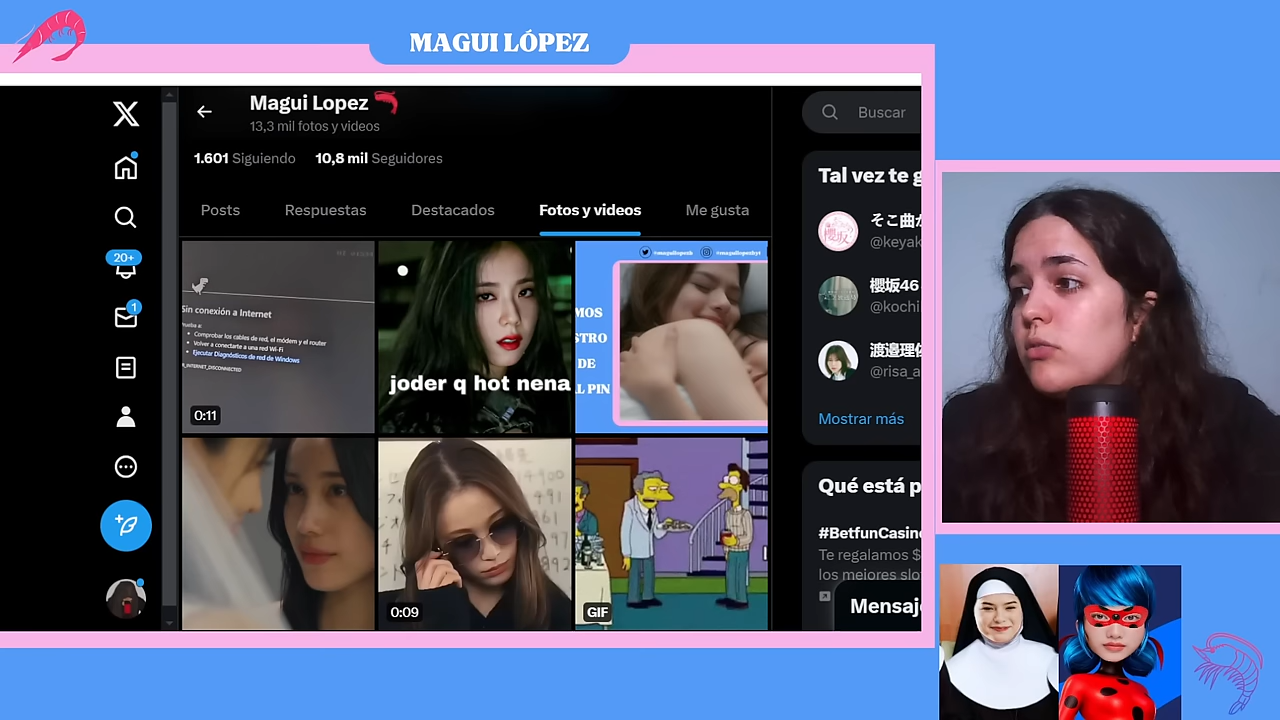 MAGUI LÓPEZ
Magui Lopez
13,3 mil fotos y videos
1.601 Siguiendo 10,8 mil Seguidores
Posts Respuestas Destacados Fotos y videos Me gusta
Buscar
Tal vez te g
そこ曲が
@keyak
櫻坂46
@kochi
渡邉理佐
@risa_a
Mostrar más
Qué está p
#BetfunCasino
Te regalamos $
los mejores slo
Mensaj
20+
1
Sin conexión a Internet
Prueba a:
Comprobar los cables de red, el módem y el router
Volver a conectarte a una red Wi-Fi
Ejecutar Diagnósticos de red de Windows
0:11
joder q hot nena
@maguilopezh @maguilopezhyt
MOS
STRO
DE
L PIN
0:09
GIF